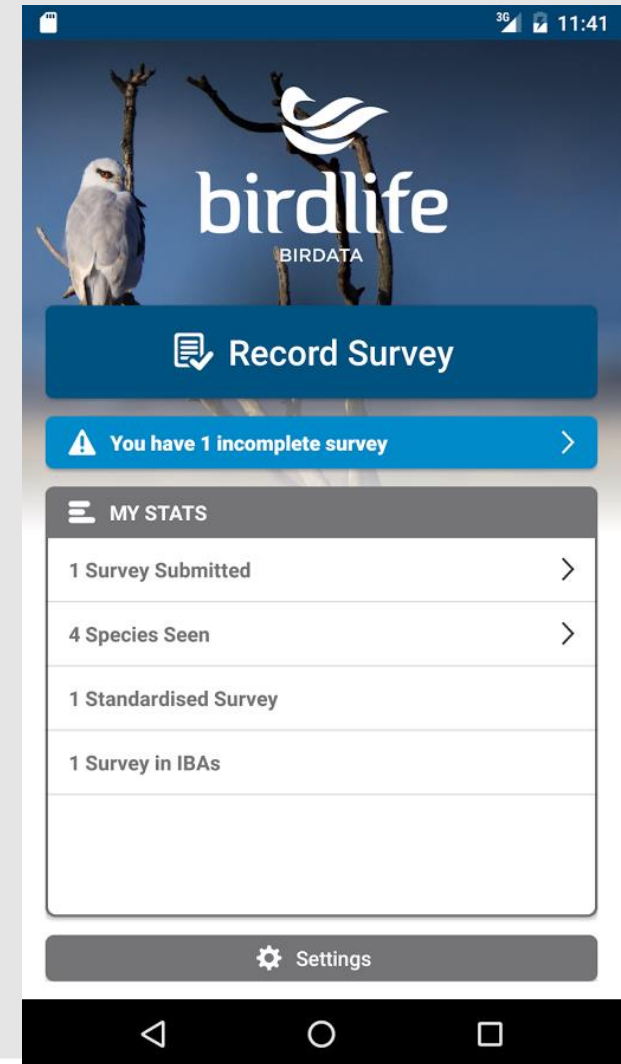 3G 11:41
birdlife
BIRDATA
Record Survey
You have 1 incomplete survey
MY STATS
1 Survey Submitted
4 Species Seen
1 Standardised Survey
1 Survey in IBAs
Settings